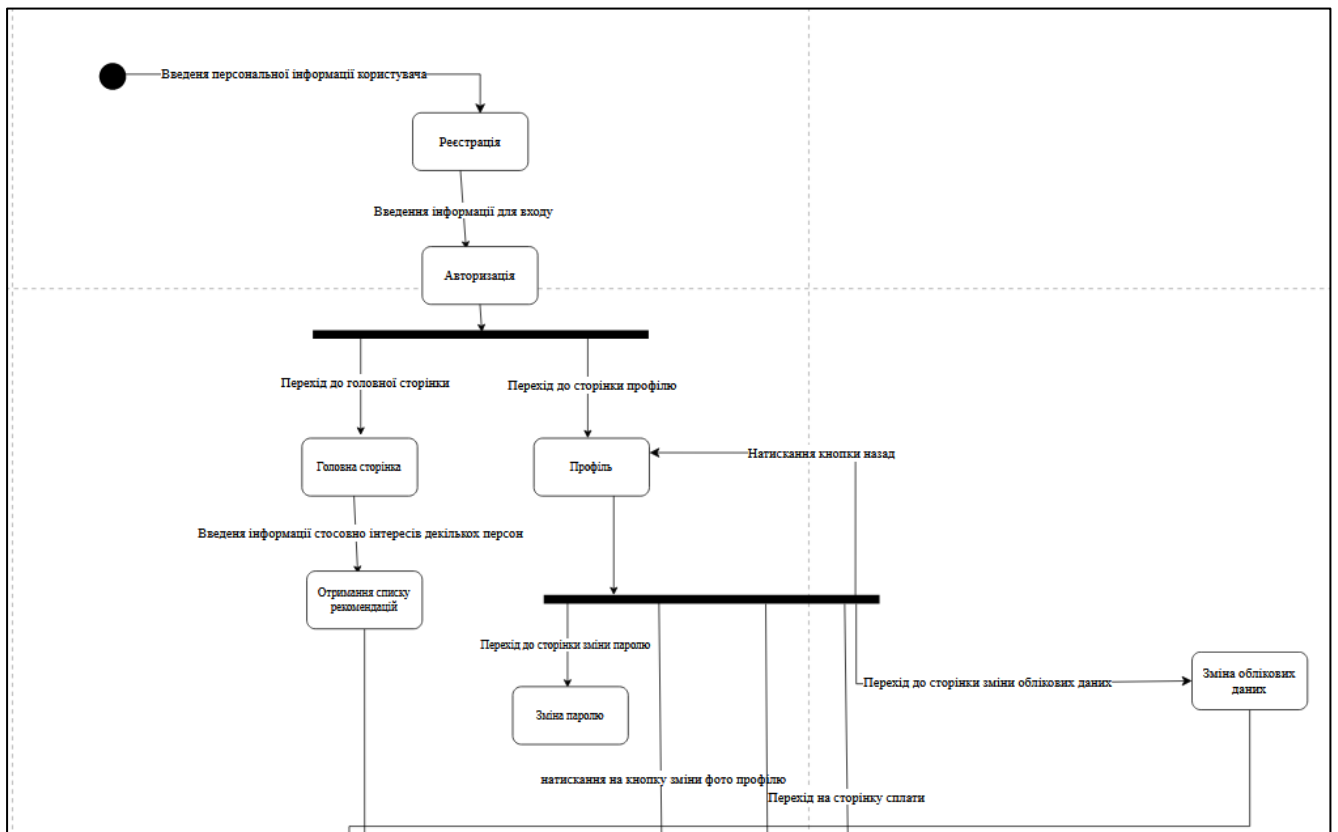 Введеня персональної інформації користувача
Реєстрація
Введення інформації для входу
Авторизація
Перехід до головної сторінки
Перехід до сторінки профілю
Головна сторінка
Профіль
Натискання кнопки назад
Введеня інформації стосовно інтересів декількох персон
Отримання списку
рекомендацій
Перехід до сторінки зміни паролю
Перехід до сторінки зміни облікових даних
Зміна облікових
даних
Зміна паролю
натискання на кнопку зміни фото профілю
Перехід на сторінку сплати